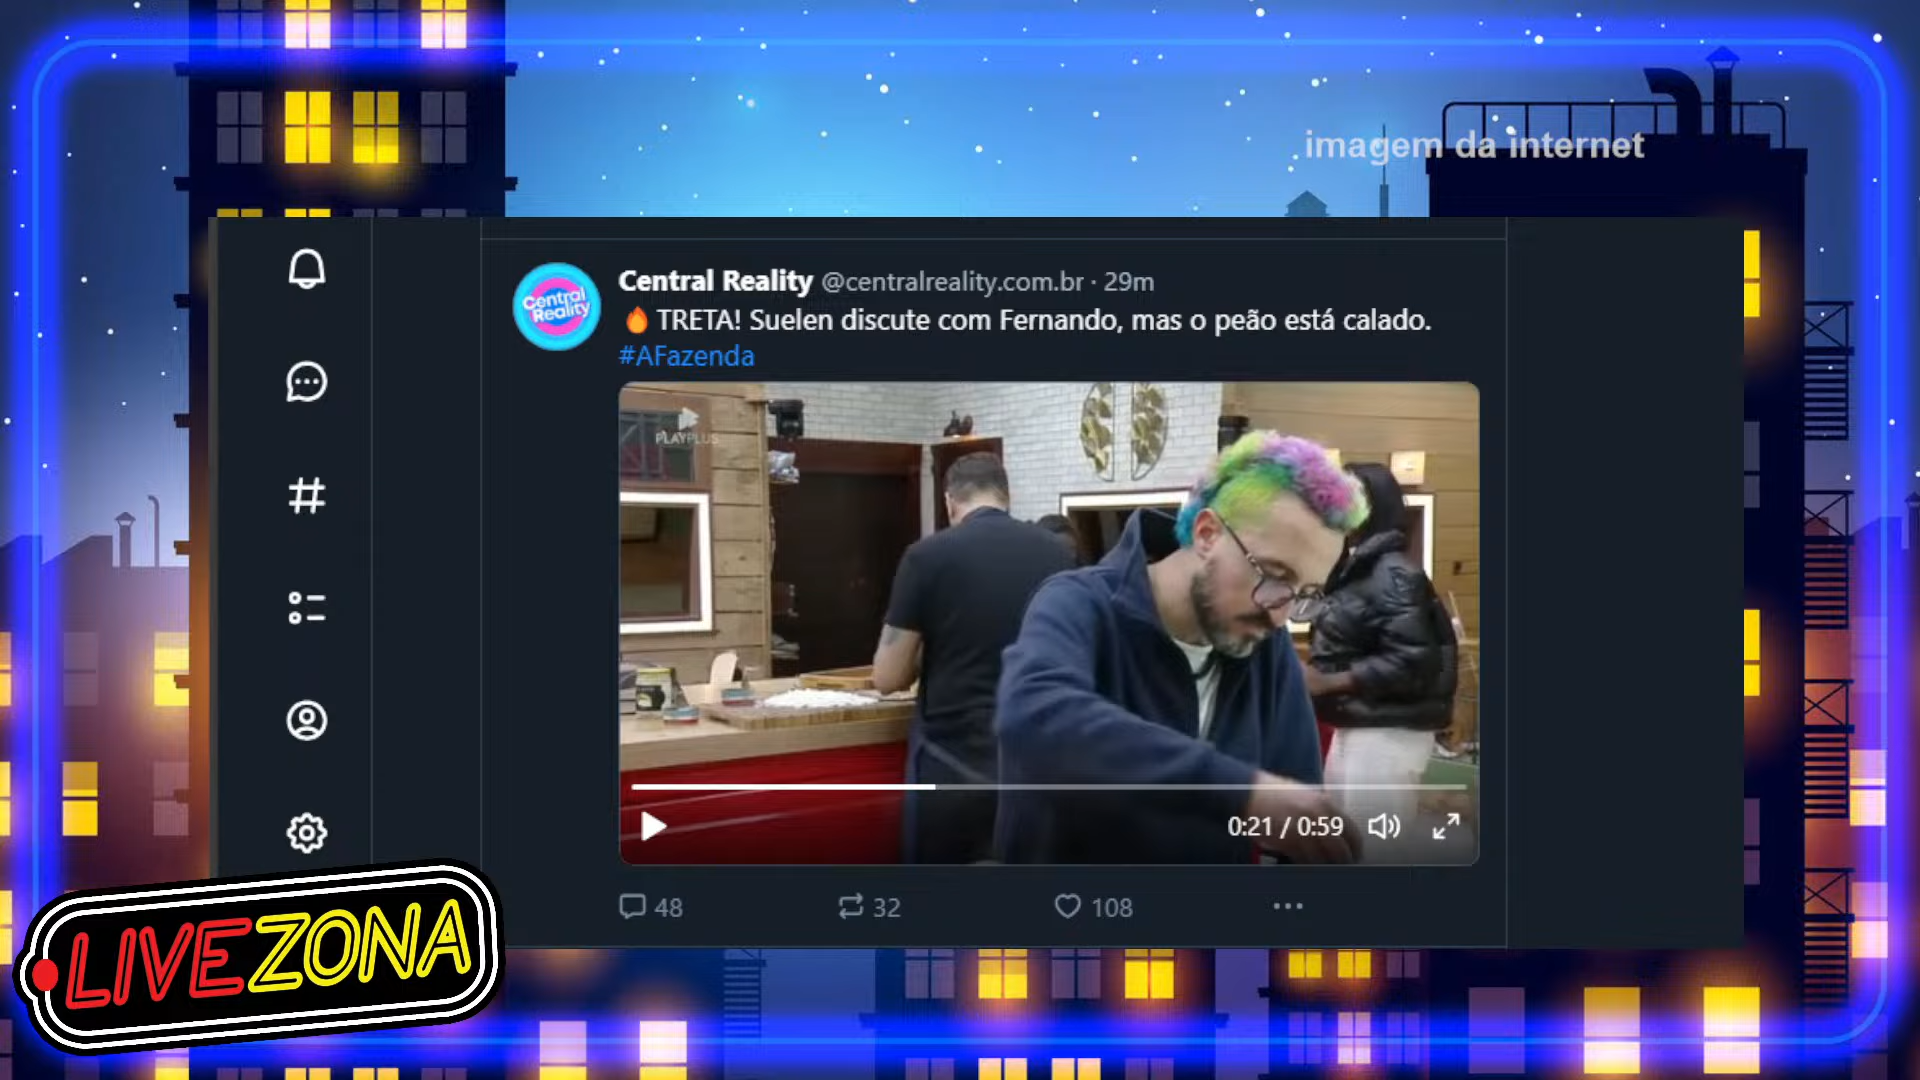 imagem da internet
Central Reality @centralreality.com.br · 29m
🔥 TRETA! Suelen discute com Fernando, mas o peão está calado.
#AFazenda
Central
Reality
PLAYPLUS
0:21 / 0:59
48
32
108
LIVEZONA